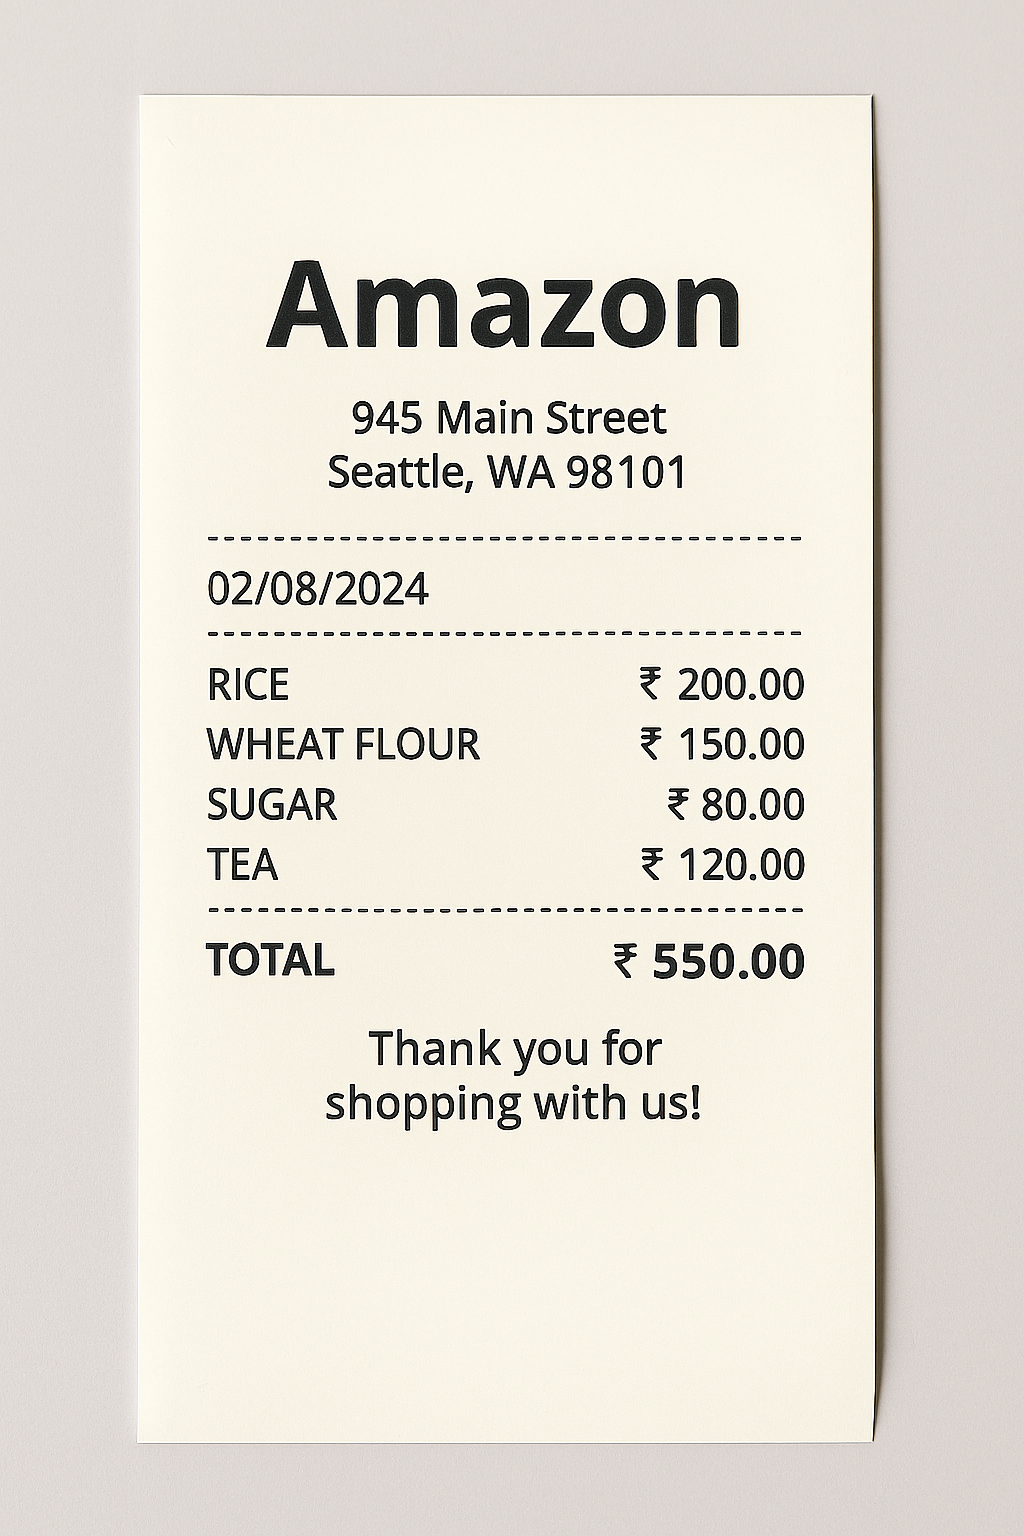 Amazon
945 Main Street
Seattle, WA 98101
02/08/2024
RICE ₹ 200.00
WHEAT FLOUR ₹ 150.00
SUGAR ₹ 80.00
TEA ₹ 120.00
TOTAL ₹ 550.00
Thank you for
shopping with us!